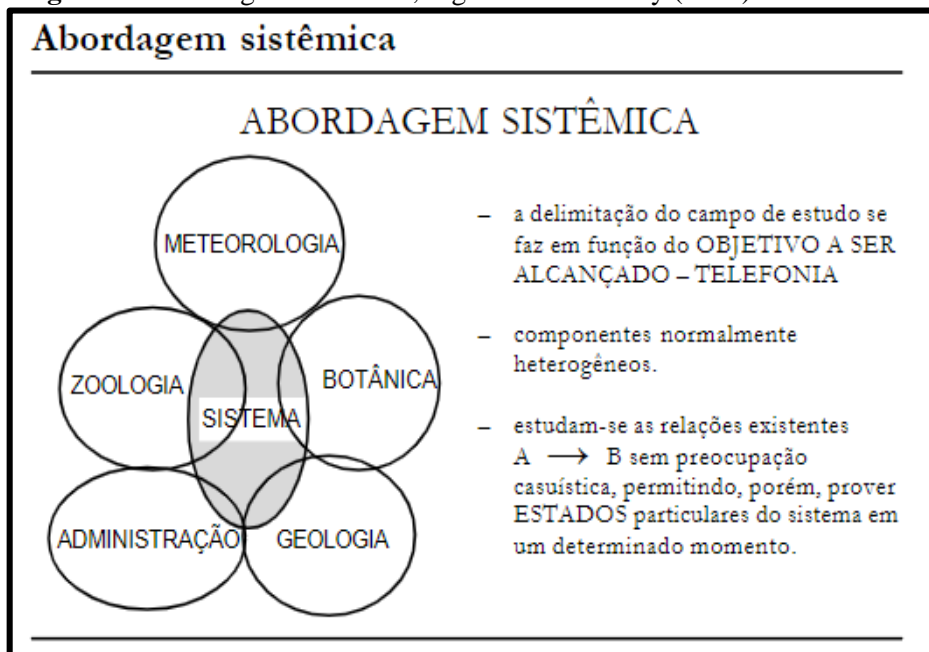 Abordagem sistêmica
ABORDAGEM SISTÊMICA
METEOROLOGIA
ZOOLOGIA
BOTÂNICA
SISTEMA
ADMINISTRAÇÃO
GEOLOGIA
– a delimitação do campo de estudo se
faz em função do OBJETIVO A SER
ALCANÇADO – TELEFONIA
– componentes normalmente
heterogêneos.
– estudam-se as relações existentes
A → B sem preocupação
casuística, permitindo, porém, prover
ESTADOS particulares do sistema em
um determinado momento.